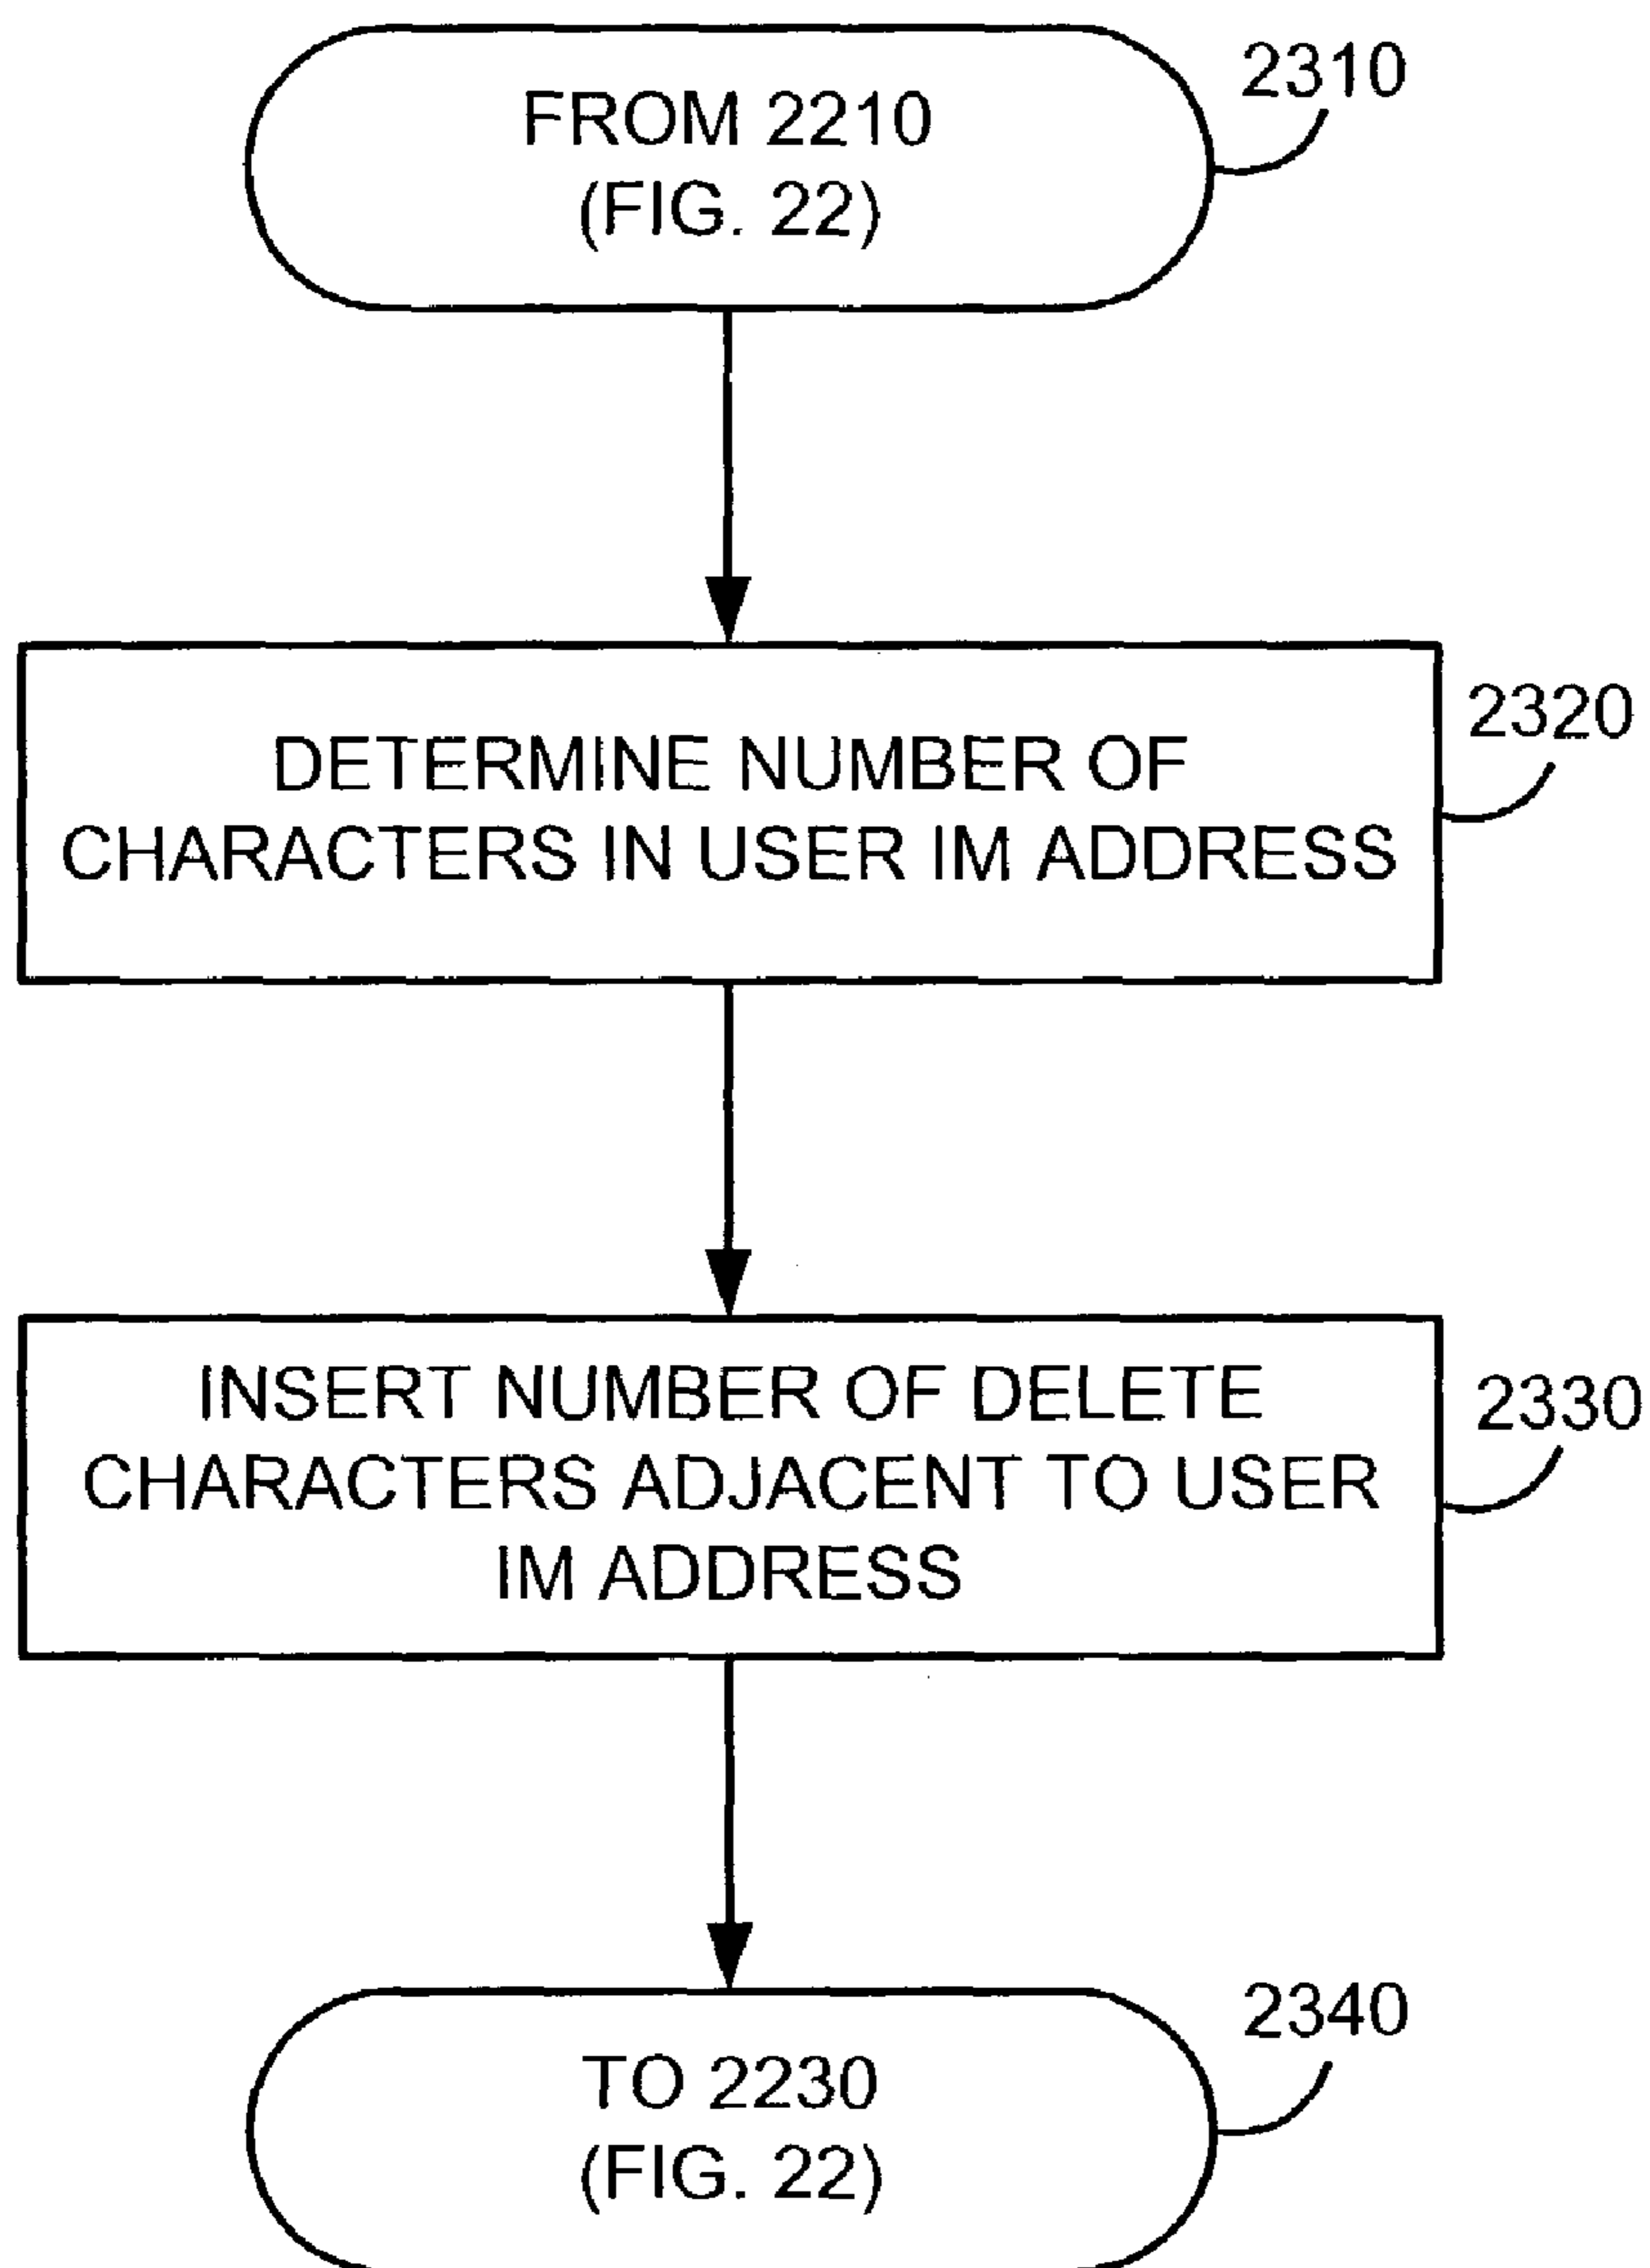 FROM 2210
(FIG. 22)
2310
DETERMINE NUMBER OF
CHARACTERS IN USER IM ADDRESS
2320
INSERT NUMBER OF DELETE
CHARACTERS ADJACENT TO USER
IM ADDRESS
2330
TO 2230
(FIG. 22)
2340